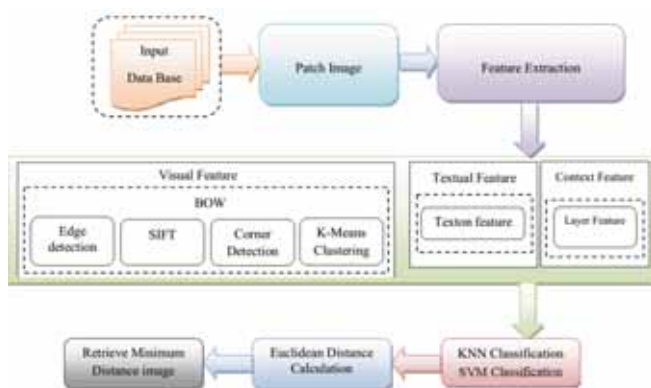 Input
Data Base
Patch Image
Feature Extraction
Visual Feature
BOW
Edge
detection
SIFT
Corner
Detection
K-Means
Clustering
Textual Feature
Texton feature
Context Feature
Layer Feature
Retrieve Minimum
Distance image
Euclidean Distance
Calculation
KNN Classification
SVM Classification